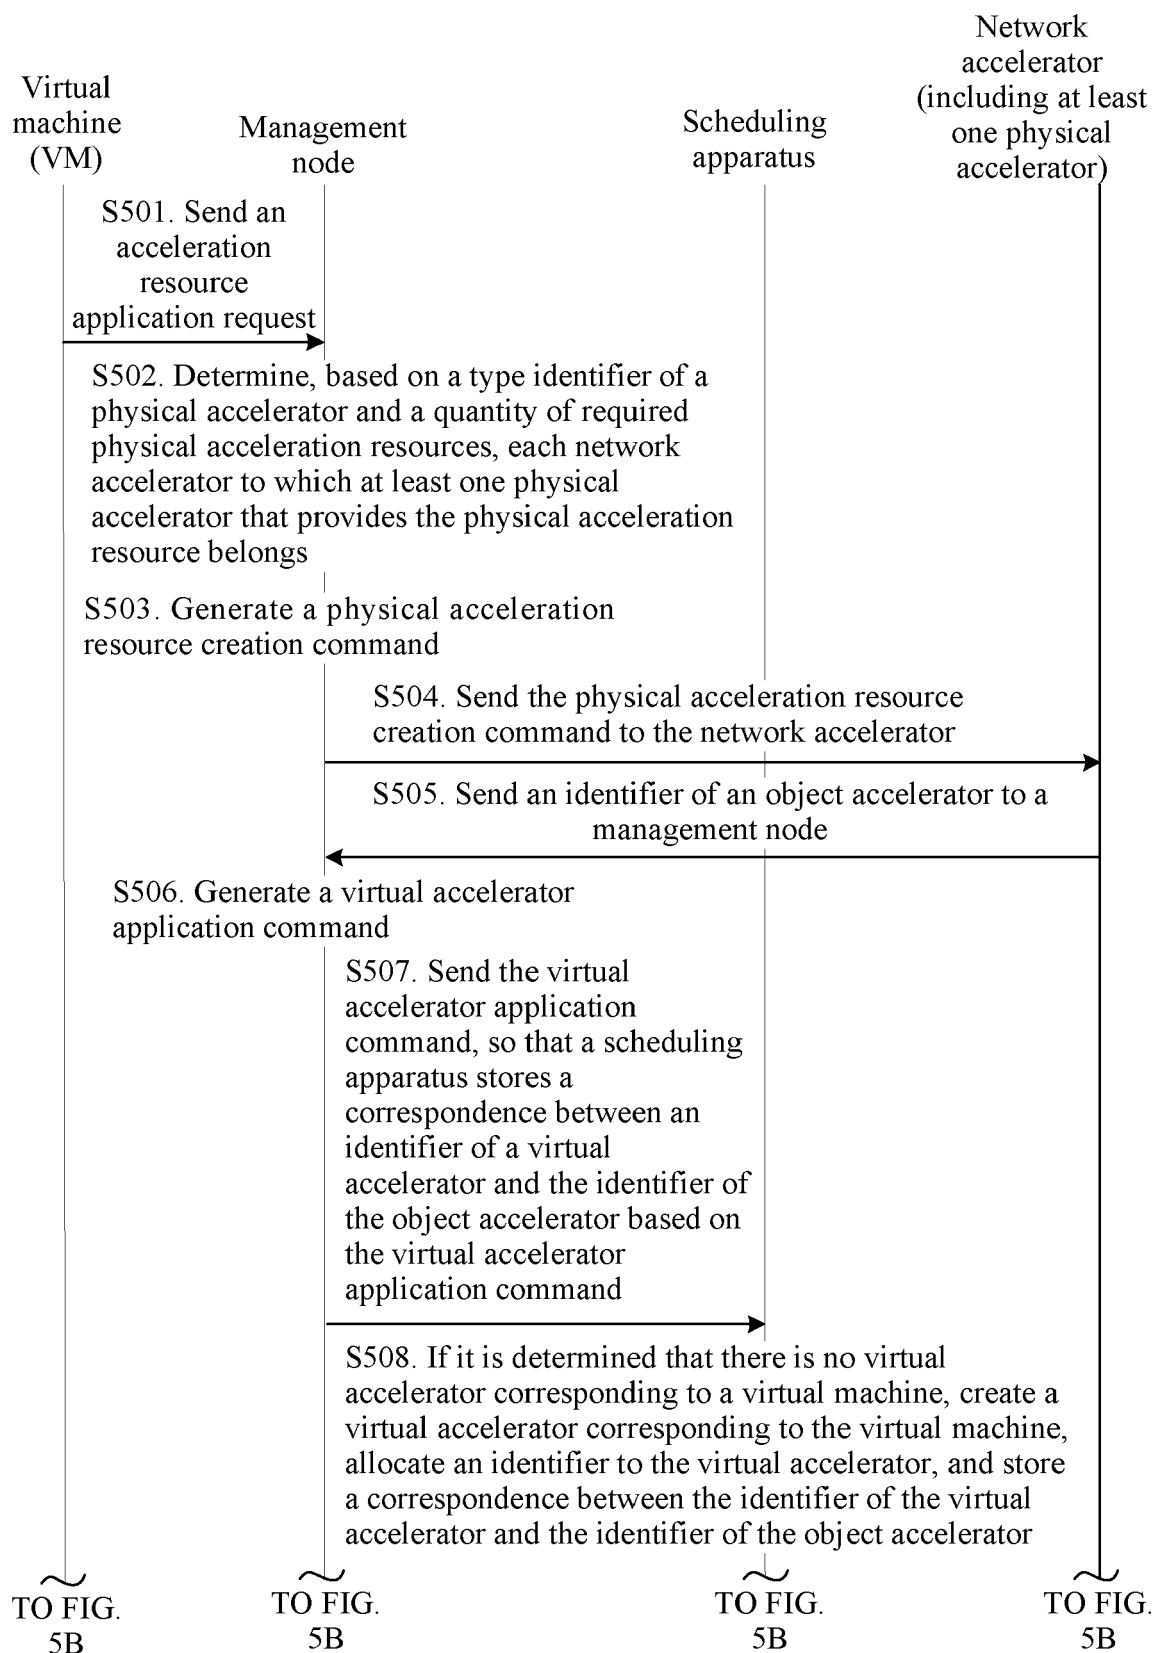 Virtual
machine
(VM)
Management
node
Scheduling
apparatus
Network
accelerator
(including at least
one physical
accelerator)
S501. Send an
acceleration
resource
application request
S502. Determine, based on a type identifier of a
physical accelerator and a quantity of required
physical acceleration resources, each network
accelerator to which at least one physical
accelerator that provides the physical acceleration
resource belongs
S503. Generate a physical acceleration
resource creation command
S504. Send the physical acceleration resource
creation command to the network accelerator
S505. Send an identifier of an object accelerator to a
management node
S506. Generate a virtual accelerator
application command
S507. Send the virtual
accelerator application
command, so that a scheduling
apparatus stores a
correspondence between an
identifier of a virtual
accelerator and the identifier of
the object accelerator based on
the virtual accelerator
application command
S508. If it is determined that there is no virtual
accelerator corresponding to a virtual machine, create a
virtual accelerator corresponding to the virtual machine,
allocate an identifier to the virtual accelerator, and store
a correspondence between the identifier of the virtual
accelerator and the identifier of the object accelerator
TO FIG.
5B
TO FIG.
5B
TO FIG.
5B
TO FIG.
5B